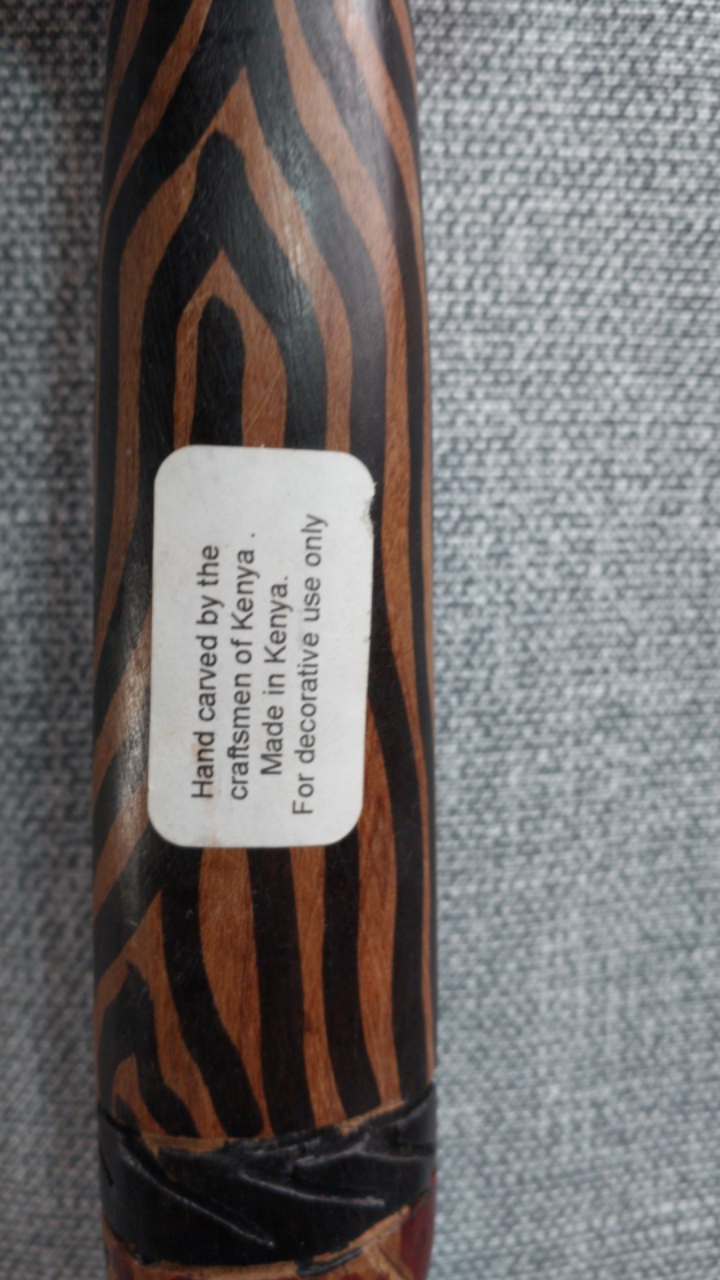 Hand carved by the
craftsmen of Kenya .
Made in Kenya.
For decorative use only